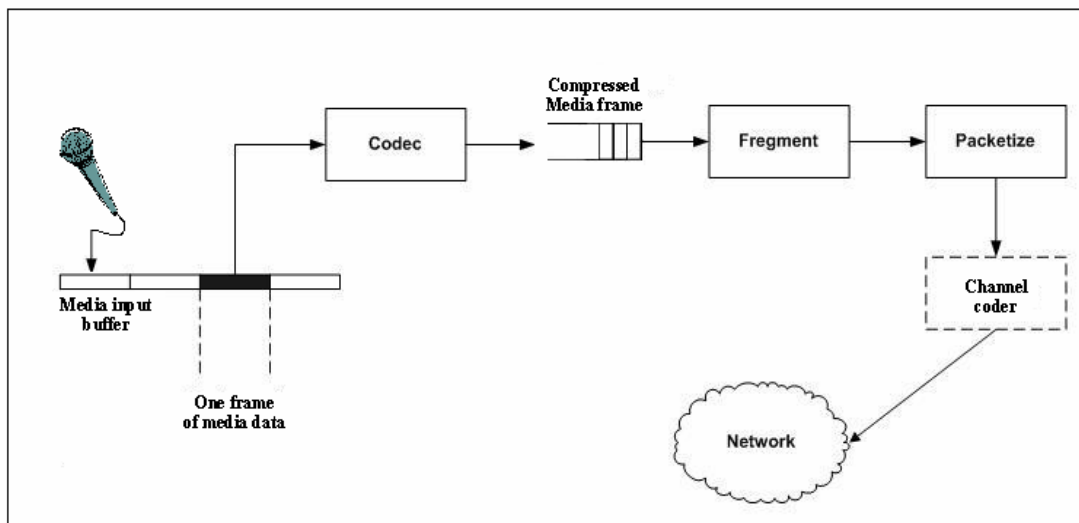 Compressed
Media frame
Codec
Fregment
Packetize
Media input
buffer
Channel
coder
One frame
of media data
Network